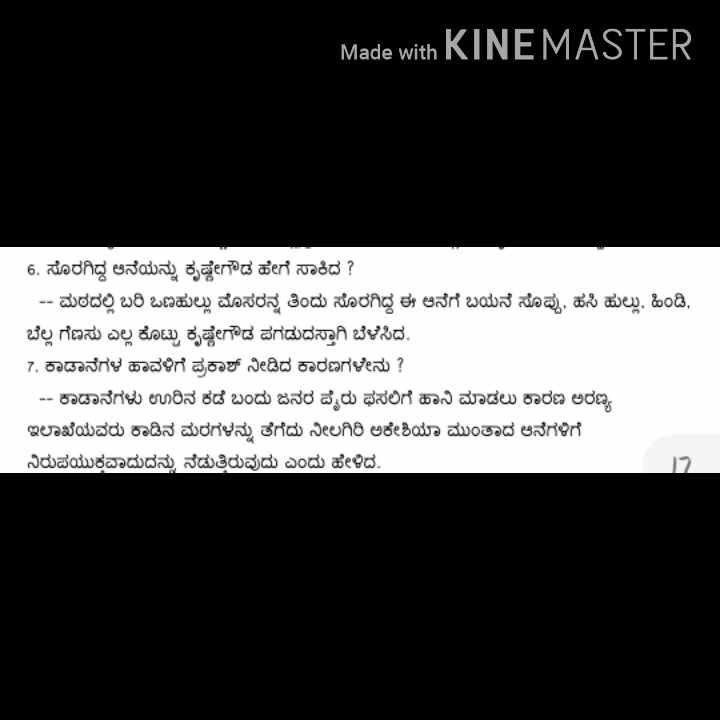 Made with KINEMASTER
6. ಸೊರಗಿದ್ದ ಆನೆಯನ್ನು ಕೃಷ್ಣೇಗೌಡ ಹೇಗೆ ಸಾಕಿದ ?
-- ಮಠದಲ್ಲಿ ಬರಿ ಒಣಹುಲ್ಲು ಮೊಸರನ್ನ ತಿಂದು ಸೊರಗಿದ್ದ ಈ ಆನೆಗೆ ಬಯನೆ ಸೊಪ್ಪು, ಹಸಿ ಹುಲ್ಲು, ಹಿಂಡಿ,
ಬೆಲ್ಲ ಗೆಣಸು ಎಲ್ಲ ಕೊಟ್ಟು ಕೃಷ್ಣೇಗೌಡ ಪಗಡುದಸ್ತಾಗಿ ಬೆಳೆಸಿದ.
7. ಕಾಡಾನೆಗಳ ಹಾವಳಿಗೆ ಪ್ರಕಾಶ್ ನೀಡಿದ ಕಾರಣಗಳೇನು ?
-- ಕಾಡಾನೆಗಳು ಊರಿನ ಕಡೆ ಬಂದು ಜನರ ಪೈರು ಫಸಲಿಗೆ ಹಾನಿ ಮಾಡಲು ಕಾರಣ ಅರಣ್ಯ
ಇಲಾಖೆಯವರು ಕಾಡಿನ ಮರಗಳನ್ನು ತೆಗೆದು ನೀಲಗಿರಿ ಅಕೇಶಿಯಾ ಮುಂತಾದ ಆನೆಗಳಿಗೆ
ನಿರುಪಯುಕ್ತವಾದುದನ್ನು ನೆಡುತ್ತಿರುವುದು ಎಂದು ಹೇಳಿದ.
17